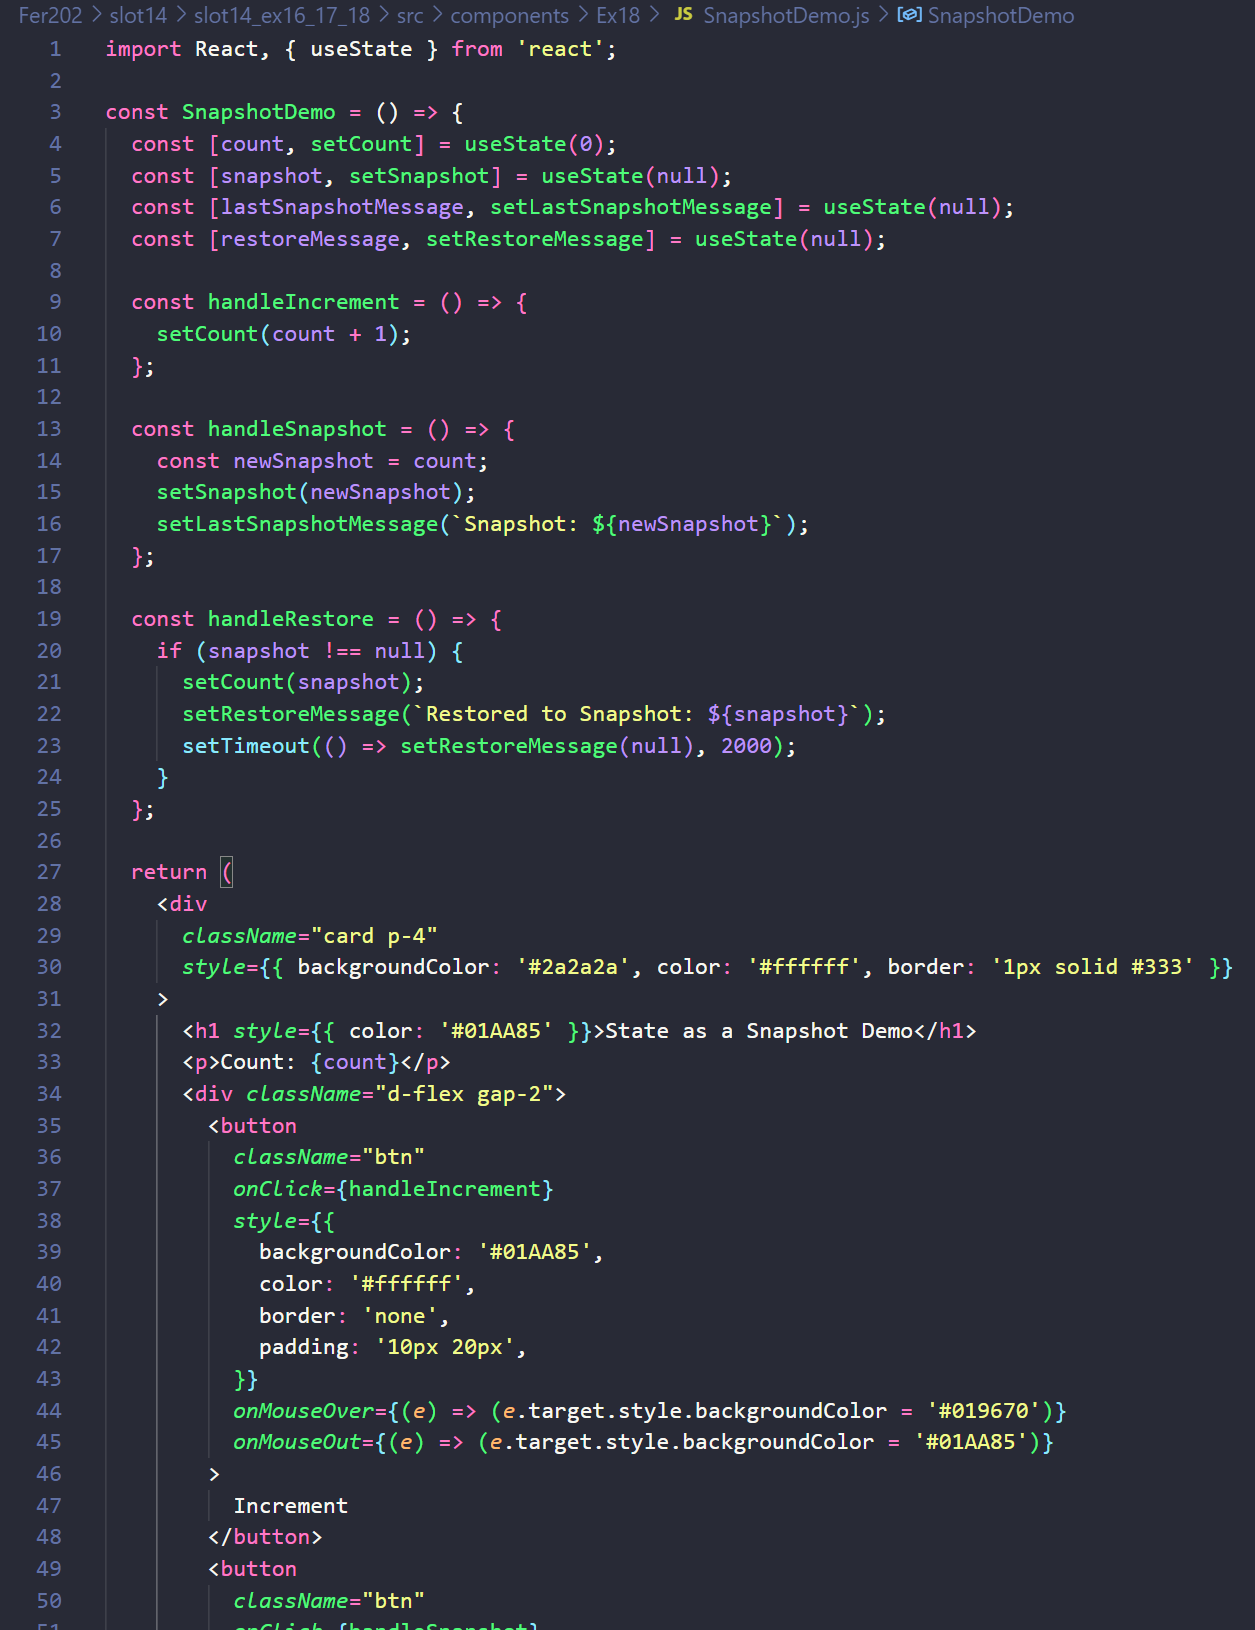 Fer202 > slot14 > slot14_ex16_17_18 > src > components > Ex18 > JS SnapshotDemo.js > SnapshotDemo
1 import React, { useState } from 'react';
2
3 const SnapshotDemo = () => {
4   const [count, setCount] = useState(0);
5   const [snapshot, setSnapshot] = useState(null);
6   const [lastSnapshotMessage, setLastSnapshotMessage] = useState(null);
7   const [restoreMessage, setRestoreMessage] = useState(null);
8
9   const handleIncrement = () => {
10     setCount(count + 1);
11   };
12
13   const handleSnapshot = () => {
14     const newSnapshot = count;
15     setSnapshot(newSnapshot);
16     setLastSnapshotMessage(`Snapshot: ${newSnapshot}`);
17   };
18
19   const handleRestore = () => {
20     if (snapshot !== null) {
21       setCount(snapshot);
22       setRestoreMessage(`Restored to Snapshot: ${snapshot}`);
23       setTimeout(() => setRestoreMessage(null), 2000);
24     }
25   };
26
27   return (
28     <div
29       className="card p-4"
30       style={{ backgroundColor: '#2a2a2a', color: '#ffffff', border: '1px solid #333' }}
31     >
32       <h1 style={{ color: '#01AA85' }}>State as a Snapshot Demo</h1>
33       <p>Count: {count}</p>
34       <div className="d-flex gap-2">
35         <button
36           className="btn"
37           onClick={handleIncrement}
38           style={{
39             backgroundColor: '#01AA85',
40             color: '#ffffff',
41             border: 'none',
42             padding: '10px 20px',
43           }}
44           onMouseOver={(e) => (e.target.style.backgroundColor = '#019670')}
45           onMouseOut={(e) => (e.target.style.backgroundColor = '#01AA85')}
46         >
47           Increment
48         </button>
49         <button
50           className="btn"
51           onClick={handleSnapshot}